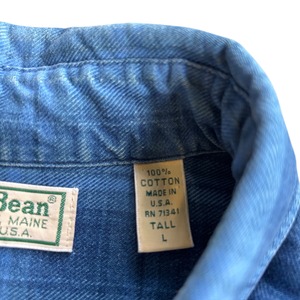 Bean
MAINE
U.S.A.
100%
COTTON
MADE IN
U.S.A.
RN 71341
TALL
L